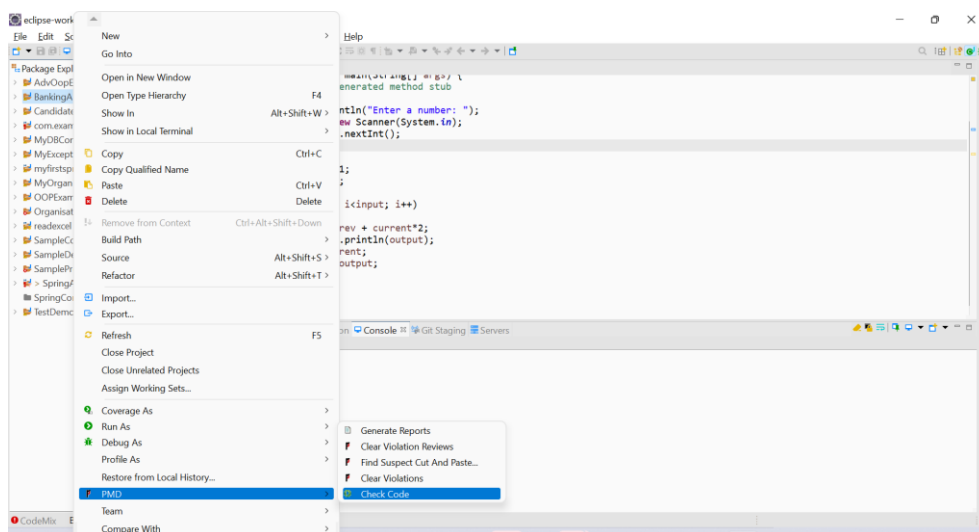 eclipse-work
File Edit So
Help
Package Expl
AdvOopE
BankingA
Candidate
com.exam
MyDBCor
MyExcept
myfirstsp
MyOrgan
OOPExam
Organisat
readexcel
SampleCo
SampleDe
SamplePr
> SpringA
SpringCo
TestDemo
New
Go Into
Open in New Window
Open Type Hierarchy F4
Show In Alt+Shift+W >
Show in Local Terminal
Copy Ctrl+C
Copy Qualified Name
Paste Ctrl+V
Delete Delete
Remove from Context Ctrl+Alt+Shift+Down
Build Path
Source Alt+Shift+S >
Refactor Alt+Shift+T >
Import...
Export...
Refresh F5
Close Project
Close Unrelated Projects
Assign Working Sets...
Coverage As
Run As
Debug As
Profile As
Restore from Local History...
PMD
Team
Compare With
Generate Reports
Clear Violation Reviews
Find Suspect Cut And Paste...
Clear Violations
Check Code
main(String[] args) {
enerated method stub
ntln("Enter a number: ");
ew Scanner(System.in);
.nextInt();
1;
;
i<input; i++)
rev + current*2;
.println(output);
rent;
output;
on Console Git Staging Servers
CodeMix